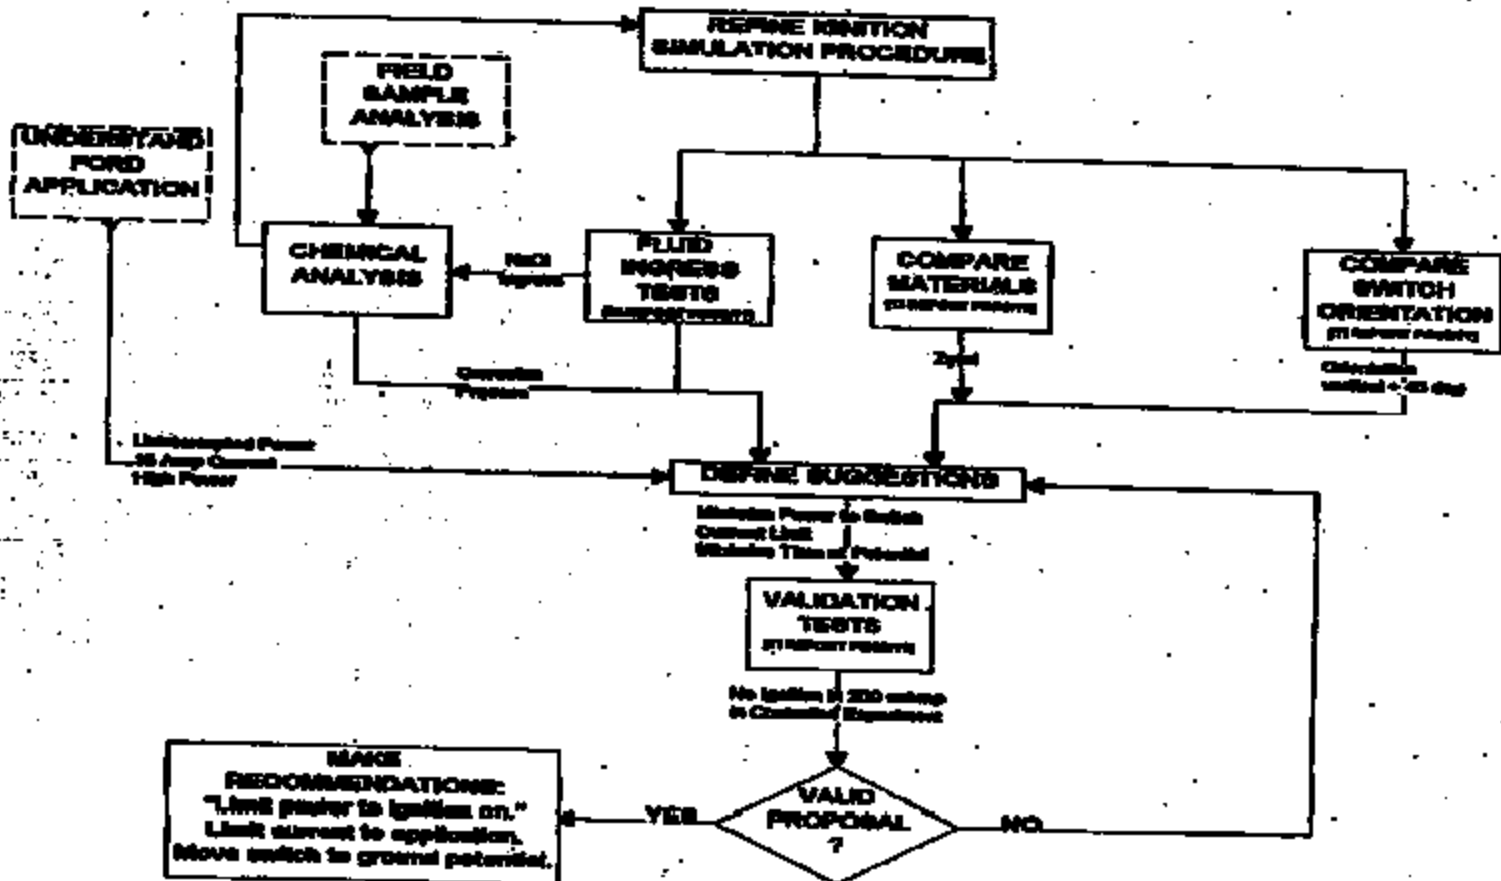 REFINE IGNITION
SIMULATION PROCEDURE
FIELD
SAMPLE
ANALYSIS
UNDERSTAND
FORD
APPLICATION
CHEMICAL
ANALYSIS
NaCl
Ingress
FLUID
INGRESS
TESTS
COMPARE
MATERIALS
COMPARE
SWITCH
ORIENTATION
Orientation
Corrosion
Uninterrupted Power
15 Amp Current
High Power
DEFINE SUGGESTIONS
Minimize Power to Switch
Current Limit
Minimize Time at Potential
VALIDATION
TESTS
No Ignition in 200
in Controlled Experiment
MAKE
RECOMMENDATIONS:
"Limit power to ignition on."
Limit current to application.
Move switch to ground potential.
YES
VALID
PROPOSAL
?
NO